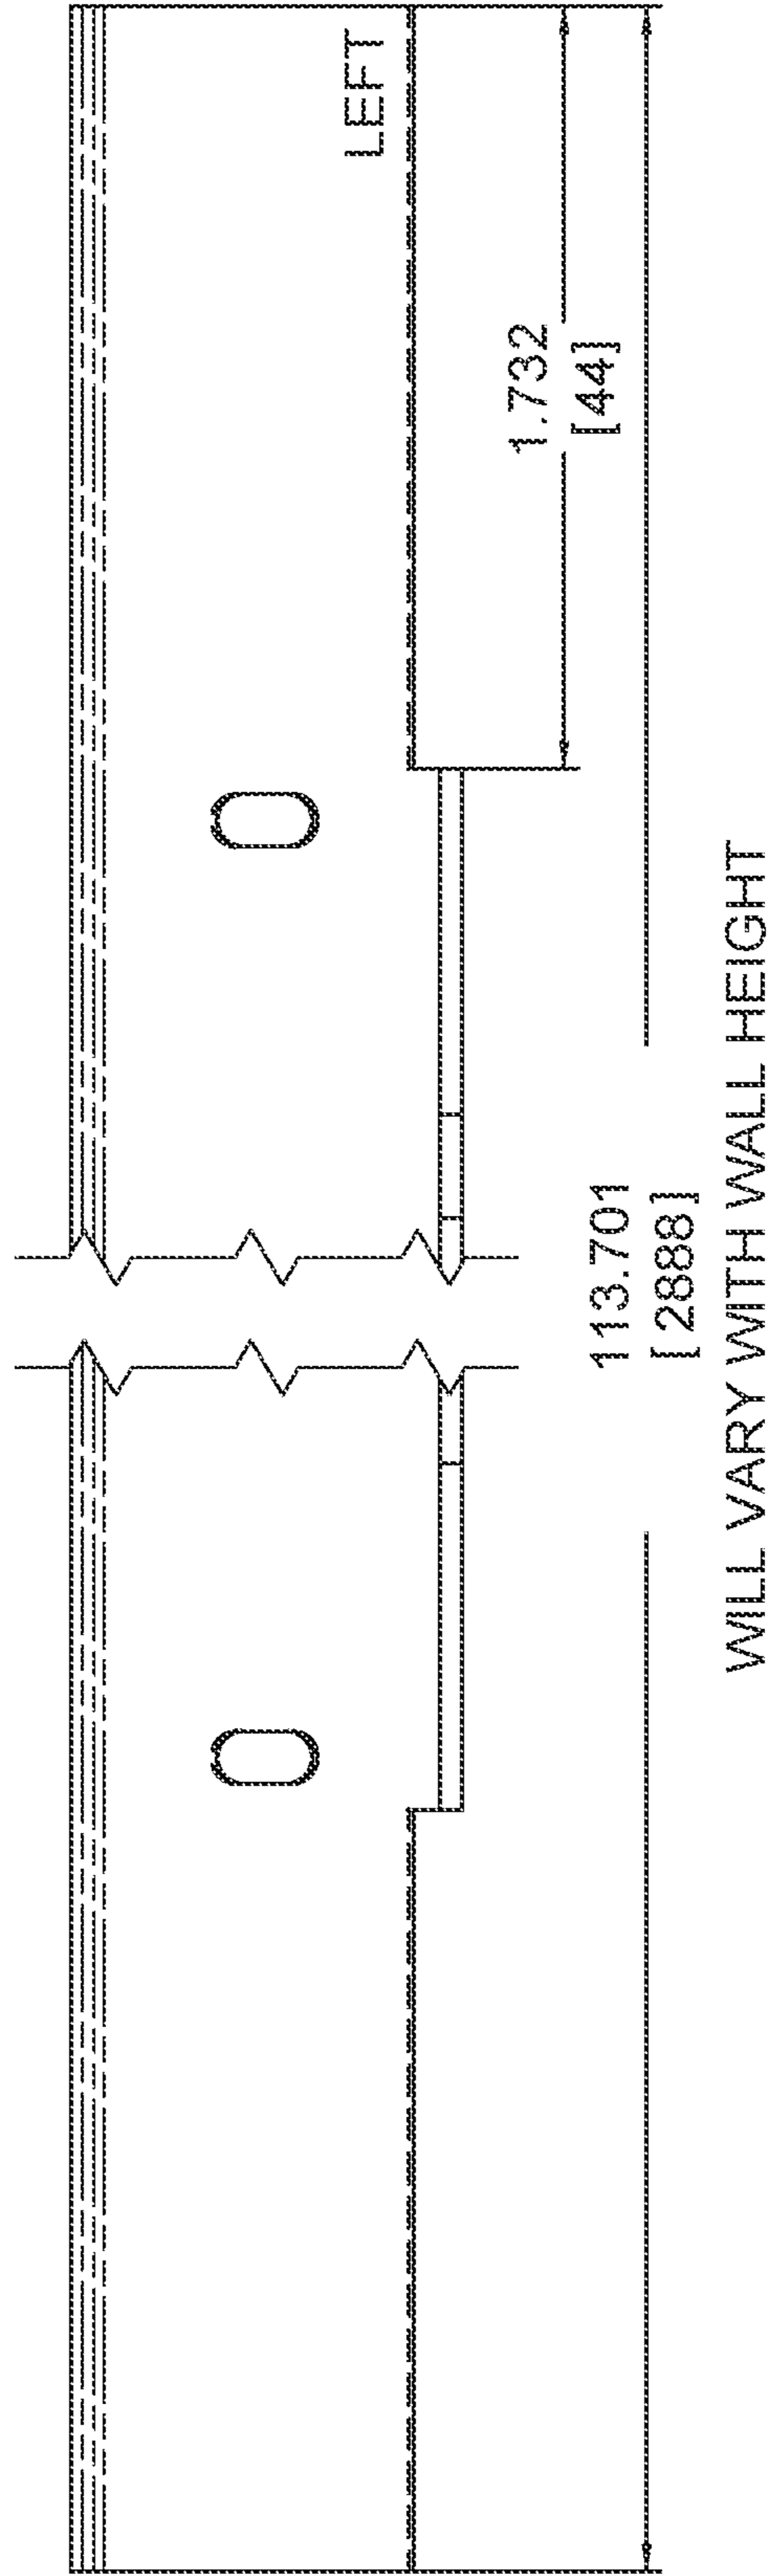 LEFT
1.732
[44]
113.701
[2888]
WILL VARY WITH WALL HEIGHT